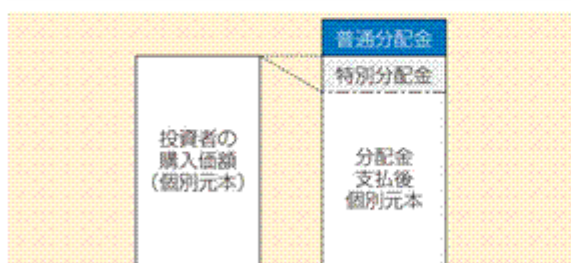 普通分配金
特別分配金
投資者の
購入価額
(個別元本)
分配金
支払後
個別元本